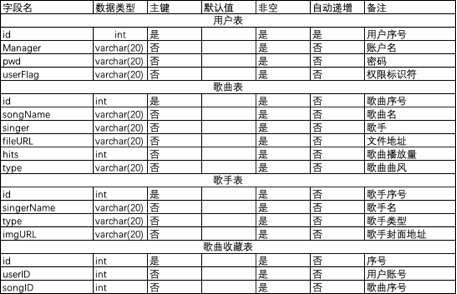 字段名 数据类型 主键 默认值 非空 自动递增 备注
用户表
id int 是 是 是 用户序号
Manager varchar(20) 否 是 否 账户名
pwd varchar(20) 否 是 否 密码
userFlag varchar(20) 否 是 否 权限标识符
歌曲表
id int 是 是 否 歌曲序号
songName varchar(20) 否 是 否 歌曲名
singer varchar(20) 否 是 否 歌手
fileURL varchar(20) 否 是 否 文件地址
hits int 否 是 否 歌曲播放量
type varchar(20) 否 是 否 歌曲曲风
歌手表
id int 是 是 否 歌手序号
singerName varchar(20) 否 是 否 歌手名
type varchar(20) 否 是 否 歌手类型
imgURL varchar(20) 否 是 否 歌手封面地址
歌曲收藏表
id int 是 是 否 序号
userID int 否 是 否 用户账号
songID int 否 是 否 歌曲序号